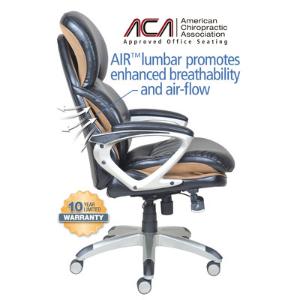 ACA American
Chiropractic
Association
Approved Office Seating
AIR™ lumbar promotes
enhanced breathability
and air-flow
10
YEAR
LIMITED
WARRANTY